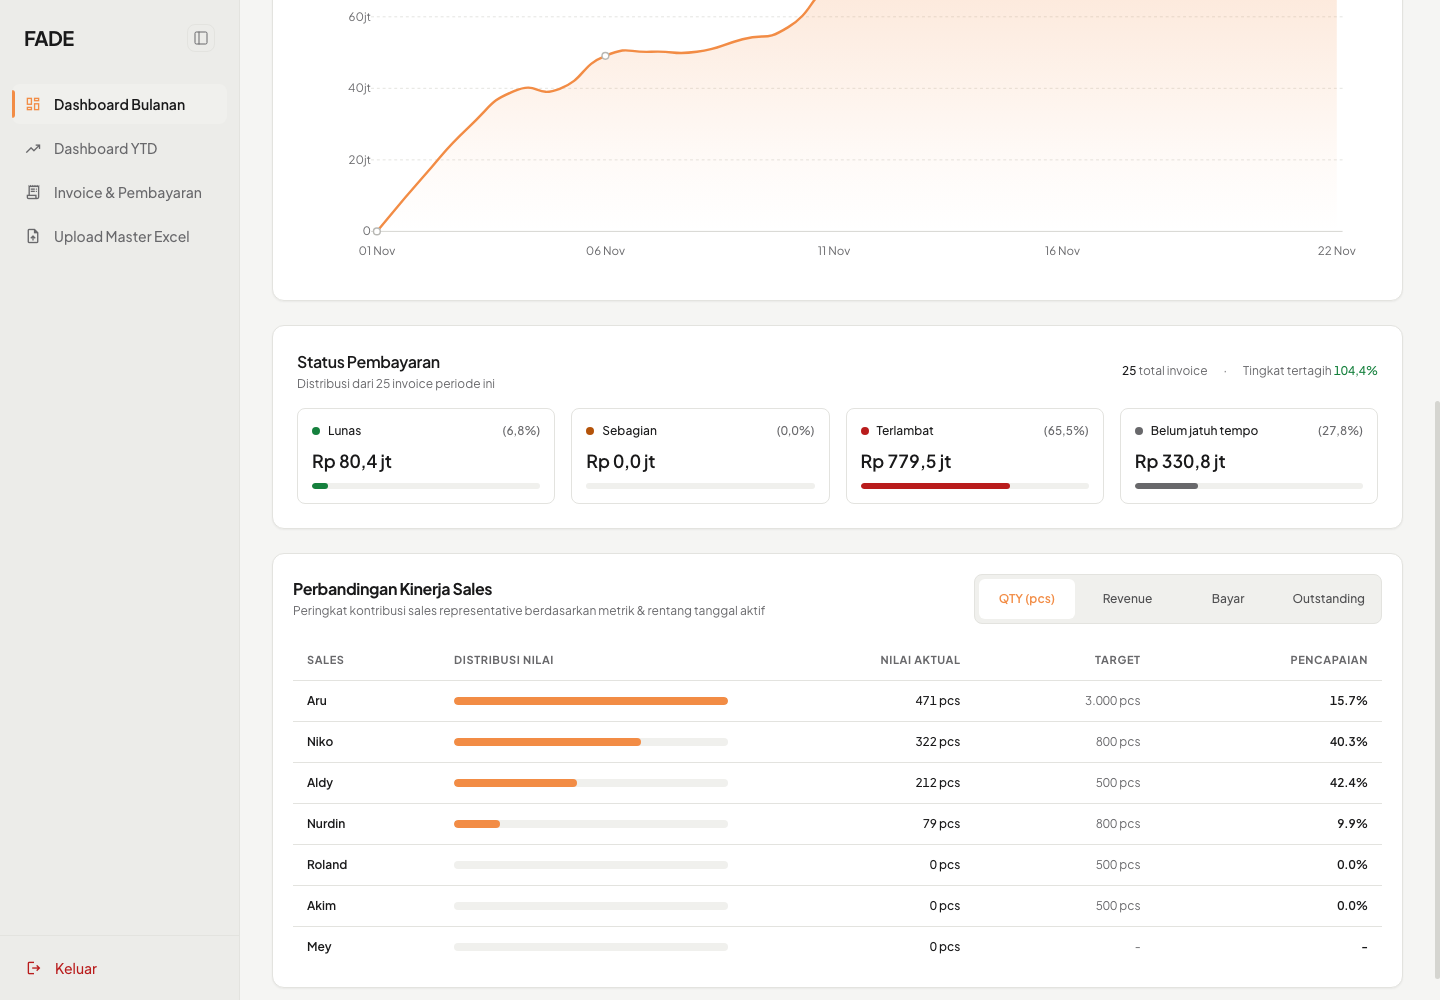 FADE
Dashboard Bulanan
Dashboard YTD
Invoice & Pembayaran
Upload Master Excel
Keluar
60jt
40jt
20jt
0
01 Nov 06 Nov 11 Nov 16 Nov 22 Nov
Status Pembayaran
Distribusi dari 25 invoice periode ini
25 total invoice · Tingkat tertagih 104,4%
Lunas (6,8%)
Rp 80,4 jt
Sebagian (0,0%)
Rp 0,0 jt
Terlambat (65,5%)
Rp 779,5 jt
Belum jatuh tempo (27,8%)
Rp 330,8 jt
Perbandingan Kinerja Sales
Peringkat kontribusi sales representative berdasarkan metrik & rentang tanggal aktif
QTY (pcs) Revenue Bayar Outstanding
SALES DISTRIBUSI NILAI NILAI AKTUAL TARGET PENCAPAIAN
Aru 471 pcs 3.000 pcs 15.7%
Niko 322 pcs 800 pcs 40.3%
Aldy 212 pcs 500 pcs 42.4%
Nurdin 79 pcs 800 pcs 9.9%
Roland 0 pcs 500 pcs 0.0%
Akim 0 pcs 500 pcs 0.0%
Mey 0 pcs - -